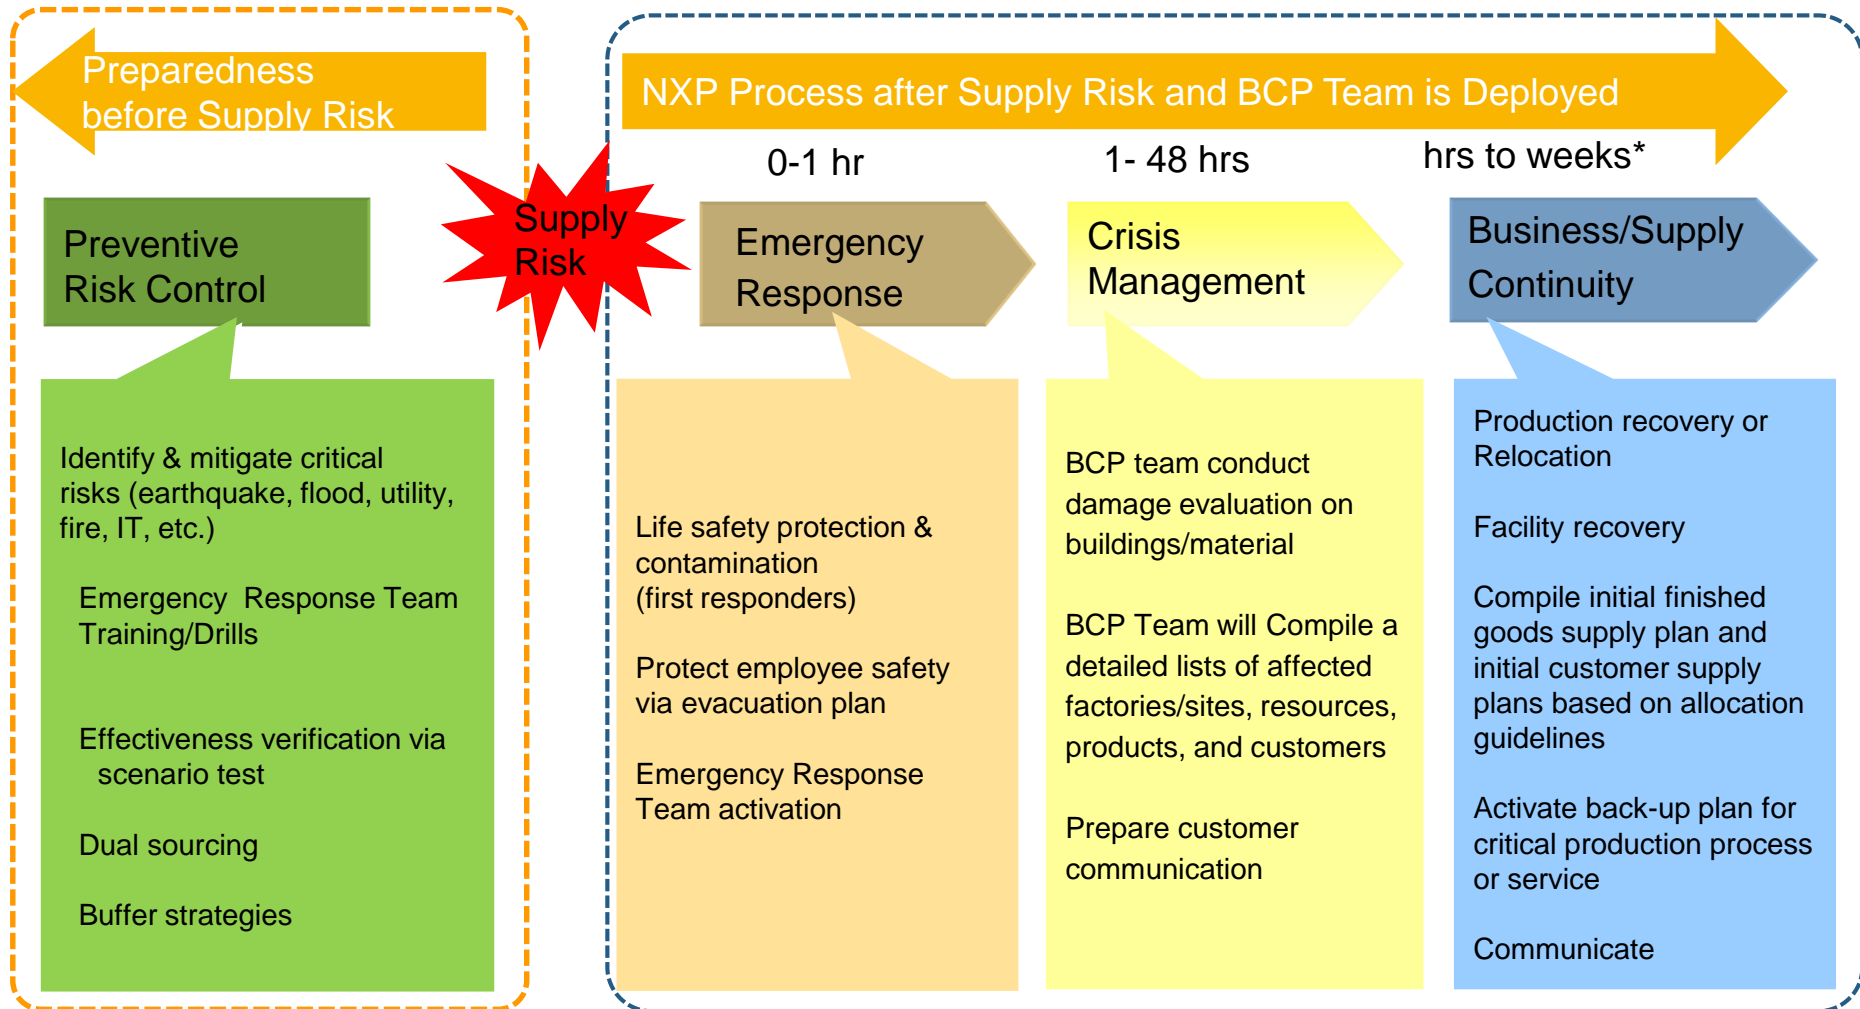 Preparedness
before Supply Risk
NXP Process after Supply Risk and BCP Team is Deployed
0-1 hr
1- 48 hrs
hrs to weeks*
Preventive
Risk Control
Supply
Risk
Emergency
Response
Crisis
Management
Business/Supply
Continuity
Identify & mitigate critical
risks (earthquake, flood, utility,
fire, IT, etc.)
Emergency  Response Team
Training/Drills
Effectiveness verification via
scenario test
Dual sourcing
Buffer strategies
Life safety protection &
contamination
(first responders)
Protect employee safety
via evacuation plan
Emergency Response
Team activation
BCP team conduct
damage evaluation on
buildings/material
BCP Team will Compile a
detailed lists of affected
factories/sites, resources,
products, and customers
Prepare customer
communication
Production recovery or
Relocation
Facility recovery
Compile initial finished
goods supply plan and
initial customer supply
plans based on allocation
guidelines
Activate back-up plan for
critical production process
or service
Communicate